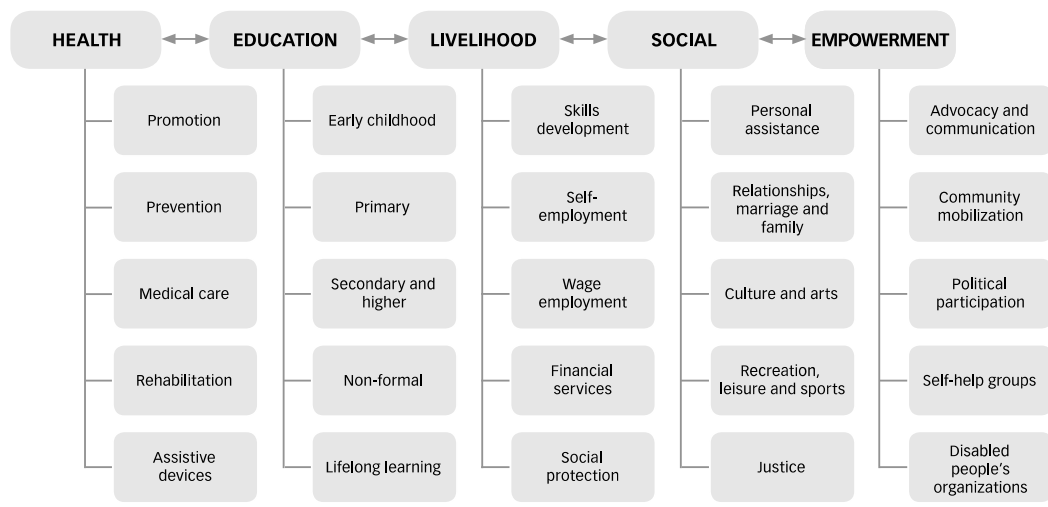 HEALTH
EDUCATION
LIVELIHOOD
SOCIAL
EMPOWERMENT
Promotion
Prevention
Medical care
Rehabilitation
Assistive
devices
Early childhood
Primary
Secondary and
higher
Non-formal
Lifelong learning
Skills
development
Self-
employment
Wage
employment
Financial
services
Social
protection
Personal
assistance
Relationships,
marriage and
family
Culture and arts
Recreation,
leisure and sports
Justice
Advocacy and
communication
Community
mobilization
Political
participation
Self-help groups
Disabled
people's
organizations